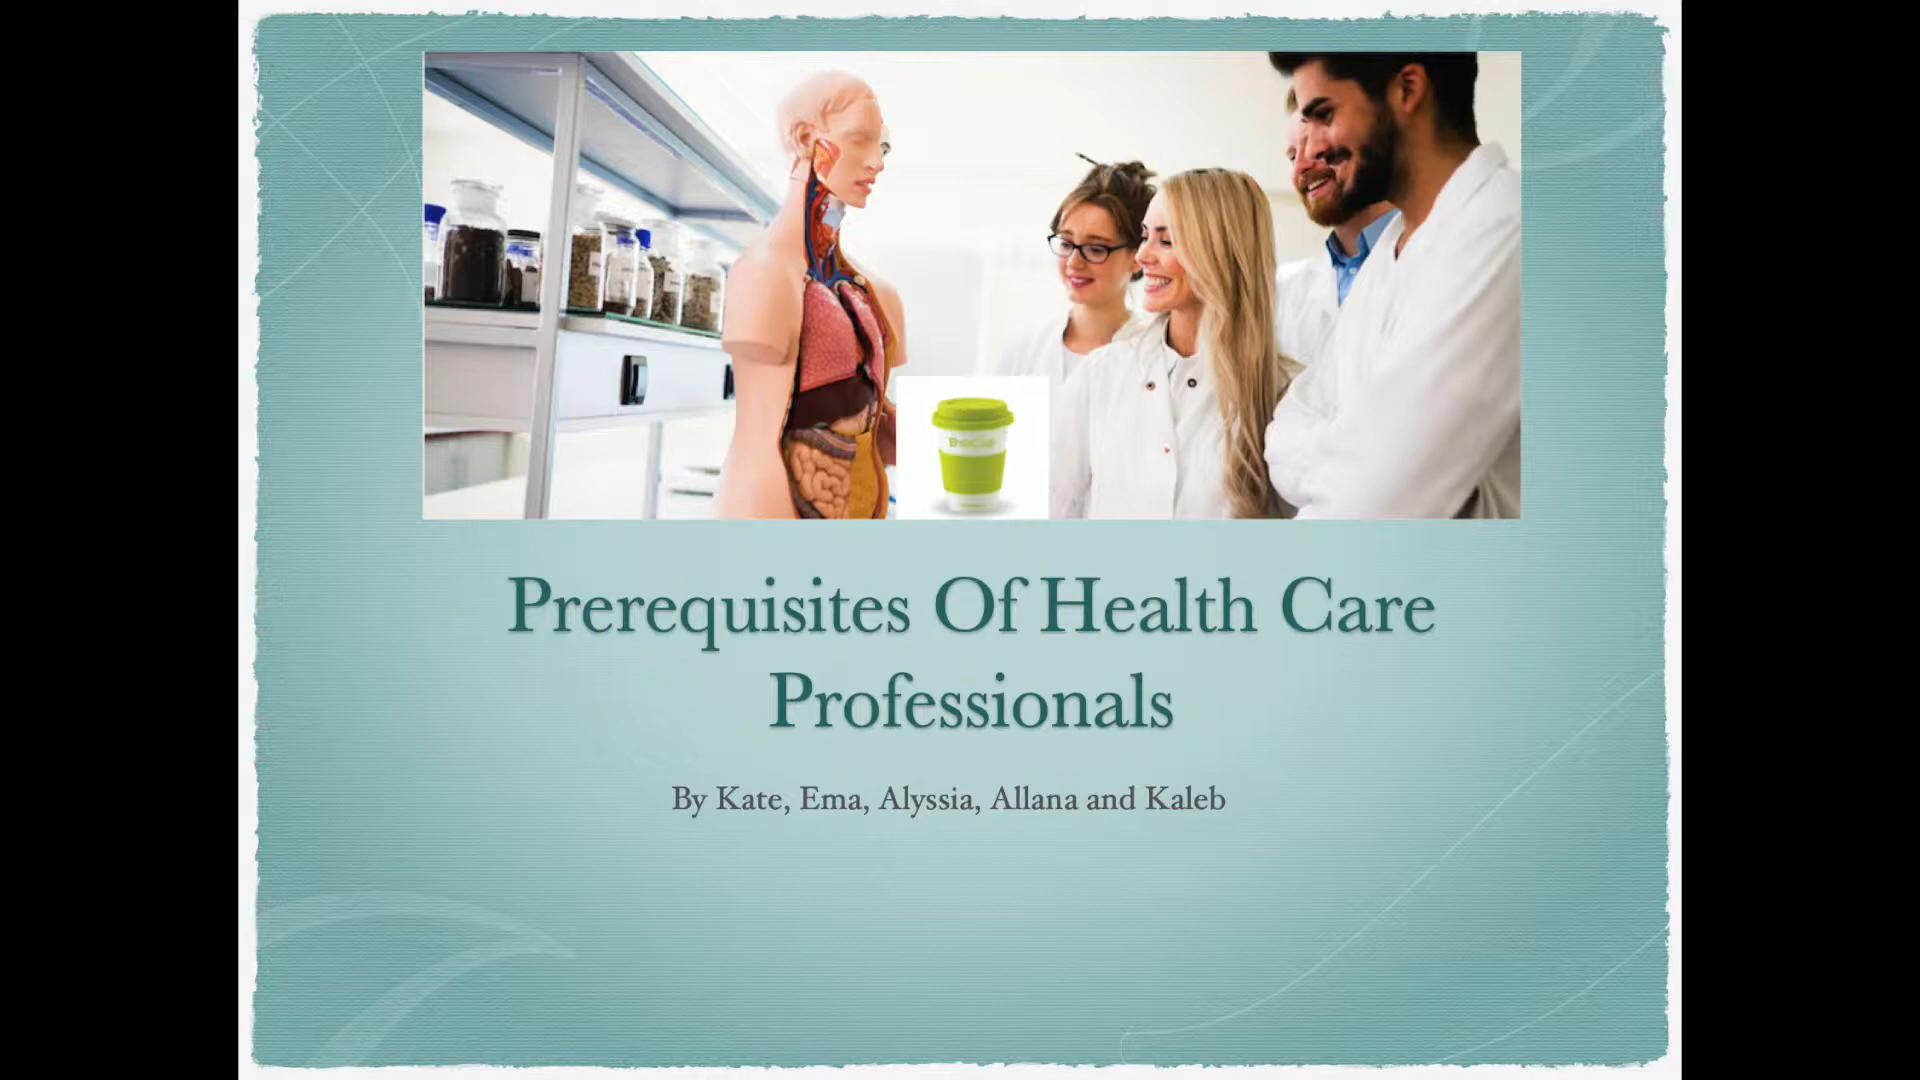 Prerequisites Of Health Care
Professionals
By Kate, Ema, Alyssia, Allana and Kaleb